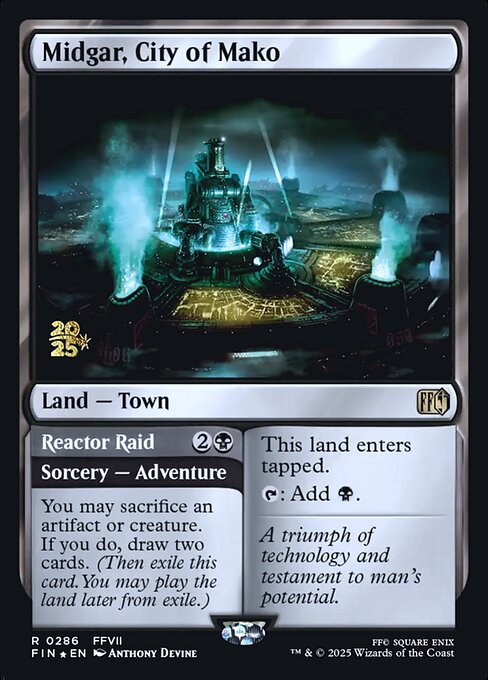 Midgar, City of Mako
2025
Land — Town
FF
Reactor Raid 2
Sorcery — Adventure
You may sacrifice an
artifact or creature.
If you do, draw two
cards. (Then exile this
card. You may play the
land later from exile.)
This land enters
tapped.
: Add .
A triumph of
technology and
testament to man's
potential.
R 0286 FFVII
FIN★EN Anthony Devine
FF© SQUARE ENIX
™ & © 2025 Wizards of the Coast